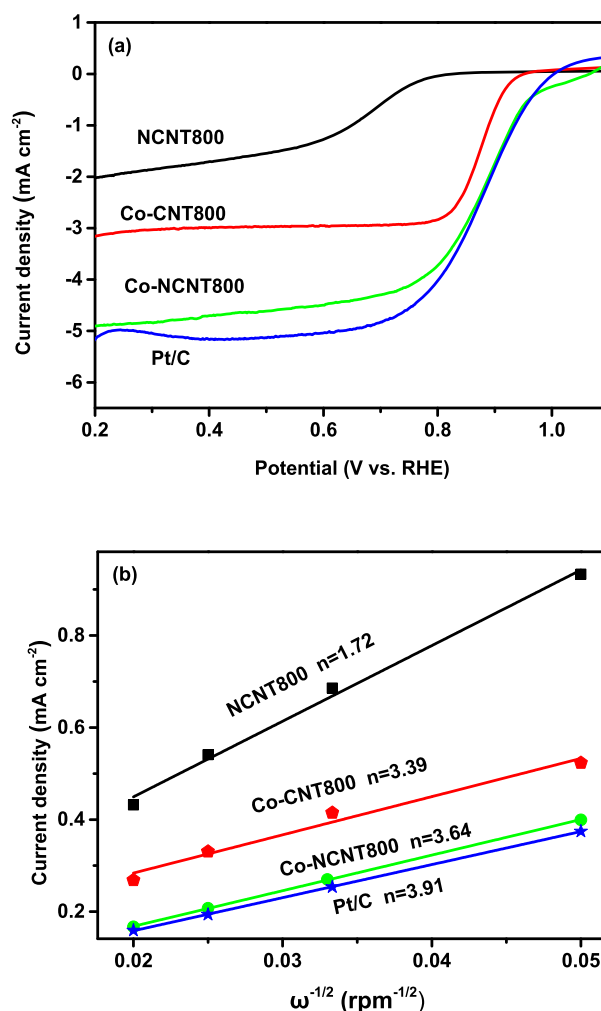 (a)
1
0
-1
-2
-3
-4
-5
-6
Current density (mA cm⁻²)
NCNT800
Co-CNT800
Co-NCNT800
Pt/C
0.2 0.4 0.6 0.8 1.0
Potential (V vs. RHE)
(b)
0.8
0.6
0.4
0.2
Current density (mA cm⁻²)
NCNT800 n=1.72
Co-CNT800 n=3.39
Co-NCNT800 n=3.64
Pt/C n=3.91
0.02 0.03 0.04 0.05
ω⁻¹/² (rpm⁻¹/²)